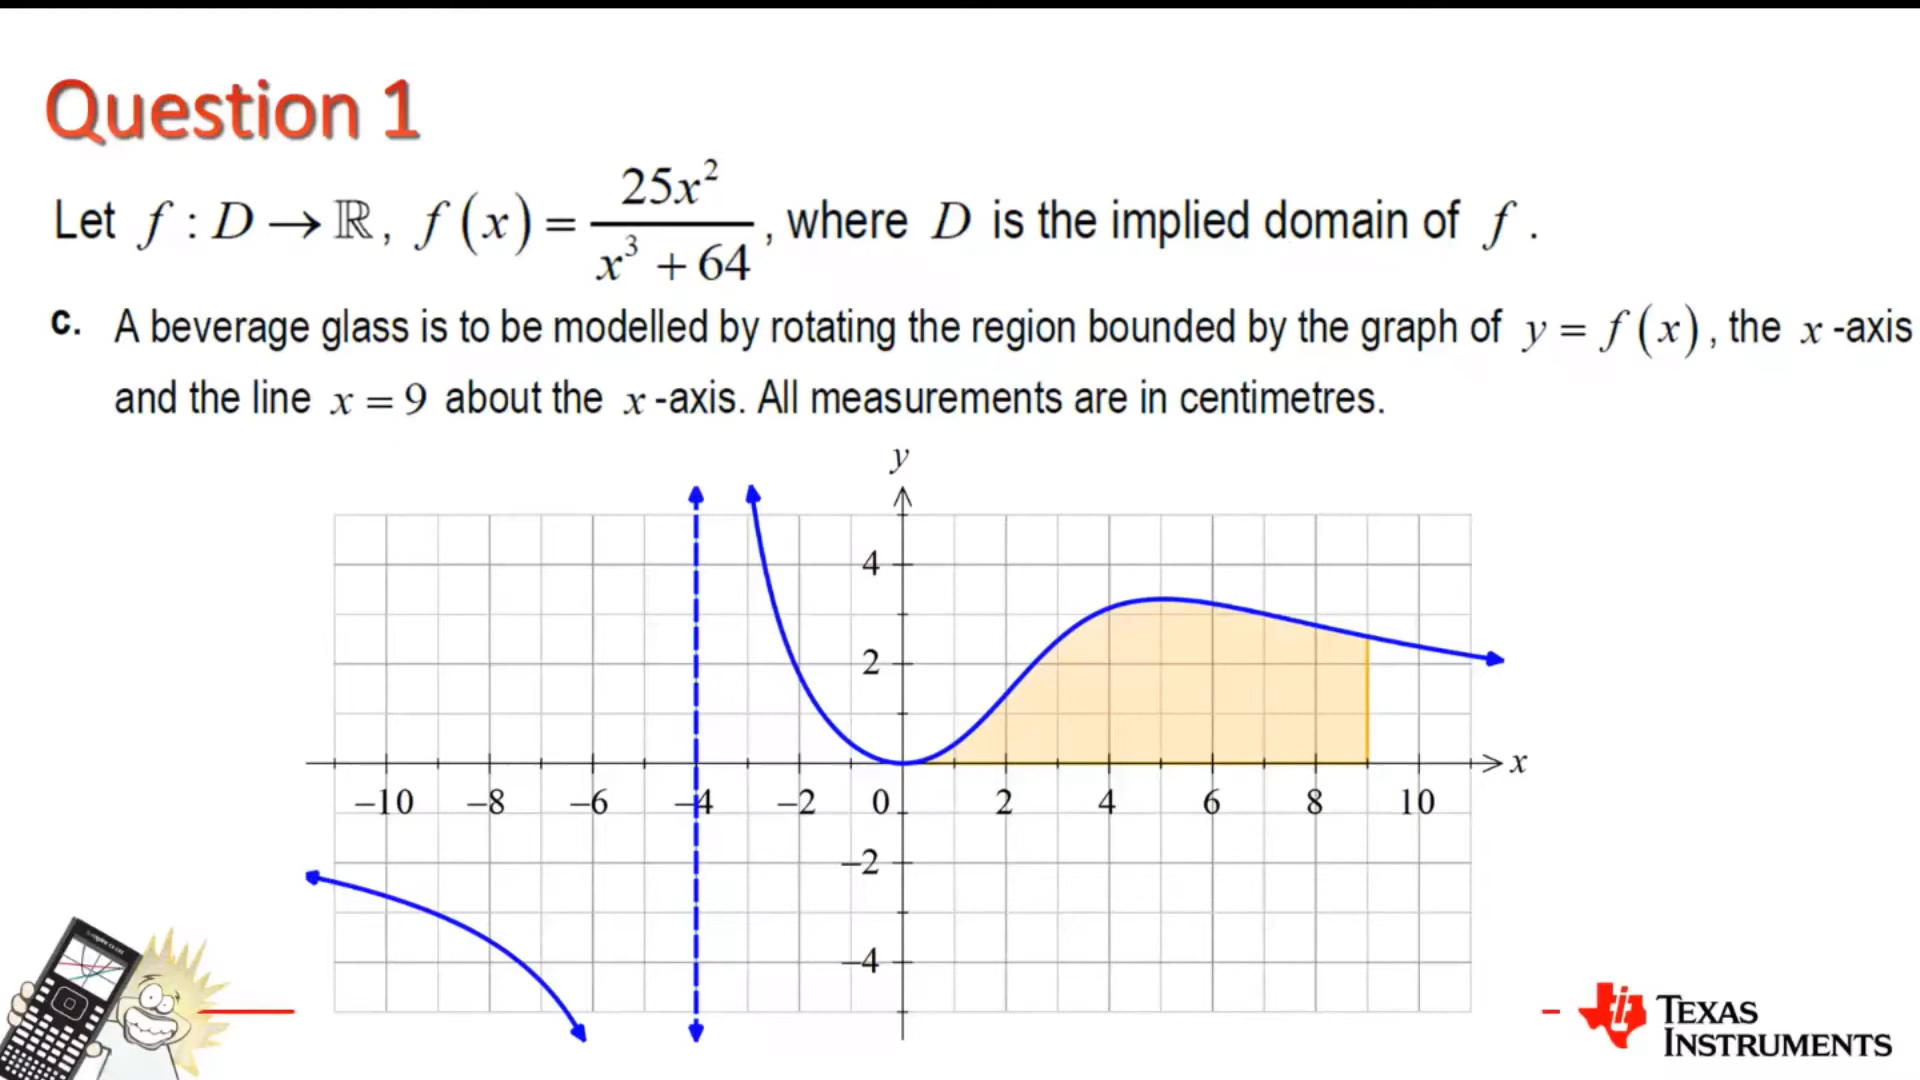 Question 1
Let f : D → ℝ, f(x) = 25x² / (x³ + 64), where D is the implied domain of f.
c. A beverage glass is to be modelled by rotating the region bounded by the graph of y = f(x), the x-axis
and the line x = 9 about the x-axis. All measurements are in centimetres.
y
4
2
x
−10 −8 −6 −4 −2 0 2 4 6 8 10
−2
−4
TEXAS
INSTRUMENTS